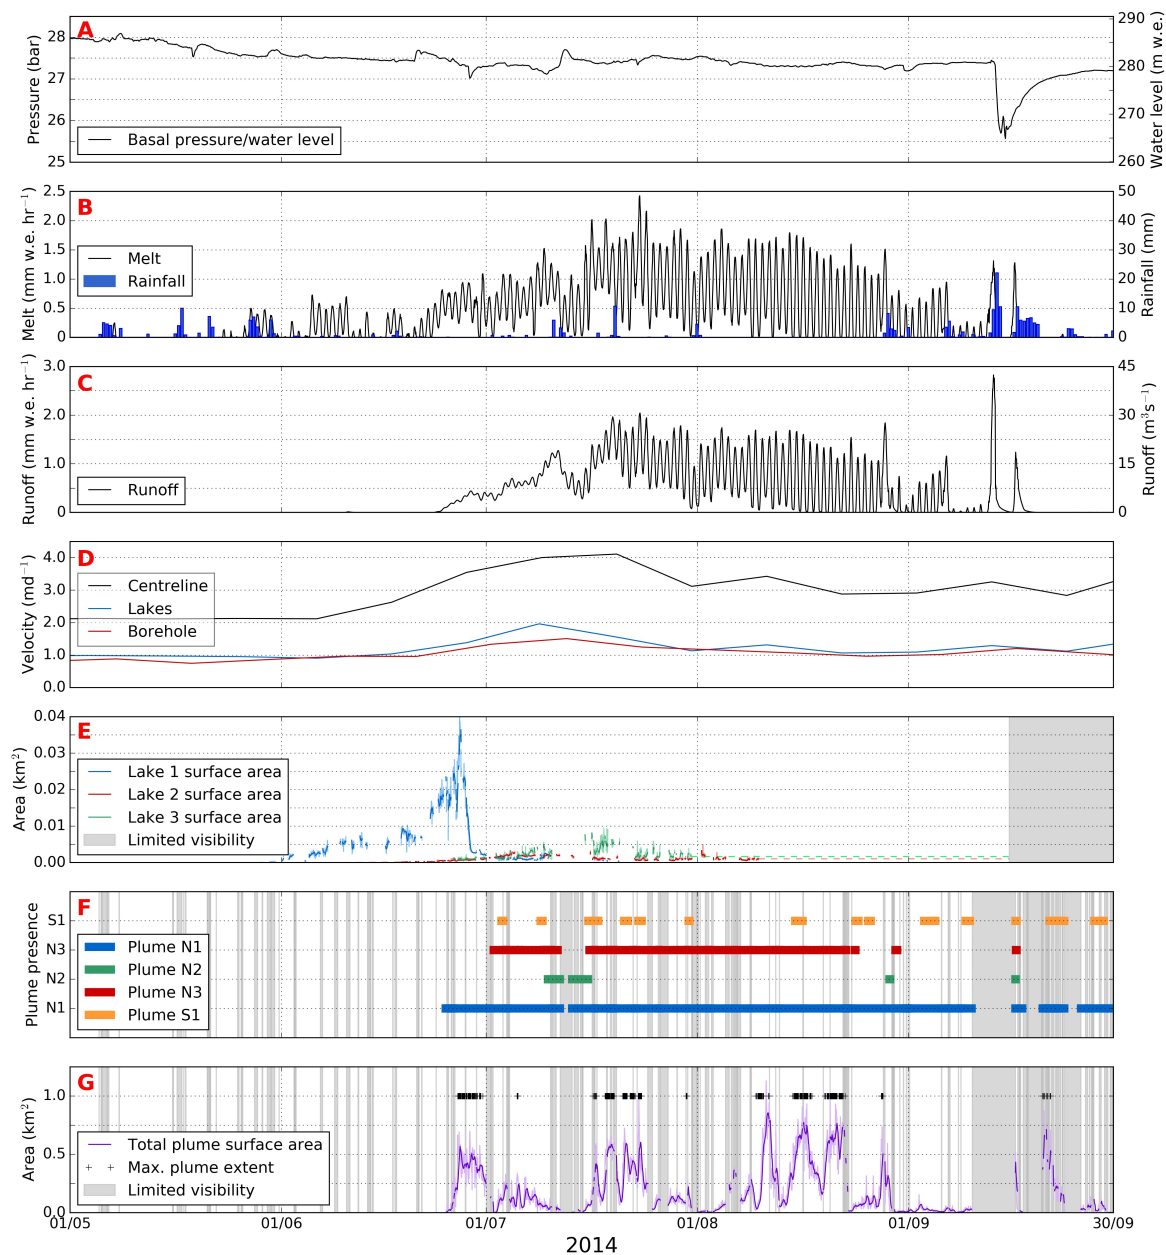 A
28
27
26
25
Pressure (bar)
290
280
270
260
Water level (m w.e.)
Basal pressure/water level
B
2.5
2.0
1.5
1.0
0.5
0
Melt (mm w.e. hr⁻¹)
50
40
30
20
10
0
Rainfall (mm)
Melt
Rainfall
C
3.0
2.0
1.0
0
Runoff (mm w.e. hr⁻¹)
45
30
15
0
Runoff (m³s⁻¹)
Runoff
D
4.0
3.0
2.0
1.0
0.0
Velocity (md⁻¹)
Centreline
Lakes
Borehole
E
0.04
0.03
0.02
0.01
0.00
Area (km²)
Lake 1 surface area
Lake 2 surface area
Lake 3 surface area
Limited visibility
F
S1
N3
N2
N1
Plume presence
Plume N1
Plume N2
Plume N3
Plume S1
G
1.0
0.5
0.0
Area (km²)
Total plume surface area
Max. plume extent
Limited visibility
01/05 01/06 01/07 01/08 01/09 30/09
2014